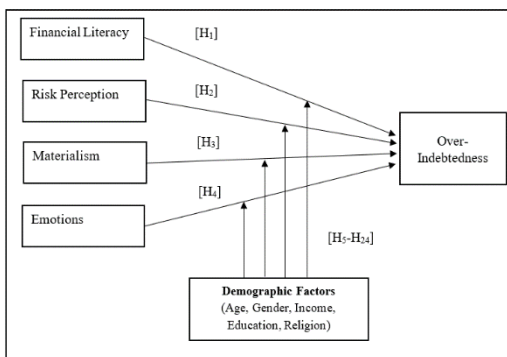 Financial Literacy
[H1]
Risk Perception
[H2]
Materialism
[H3]
Emotions
[H4]
Over-
Indebtedness
[H5-H24]
Demographic Factors
(Age, Gender, Income,
Education, Religion)